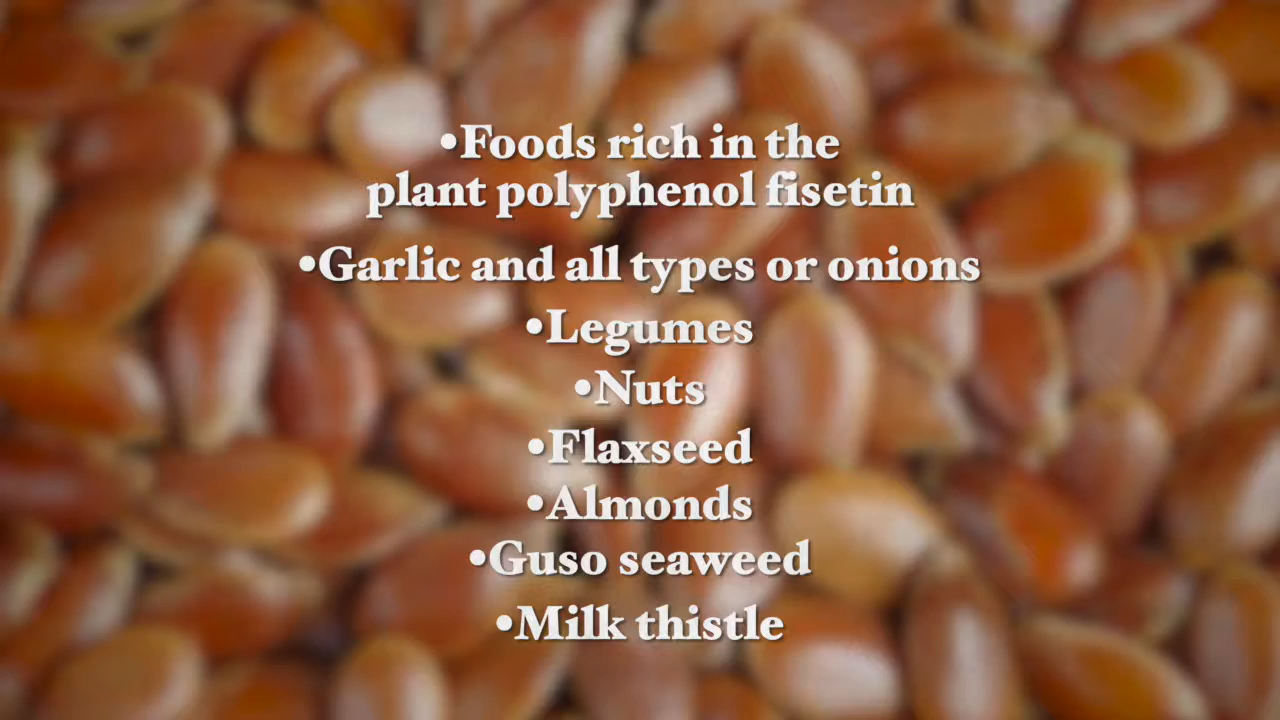 •Foods rich in the
plant polyphenol fisetin
•Garlic and all types or onions
•Legumes
•Nuts
•Flaxseed
•Almonds
•Guso seaweed
•Milk thistle